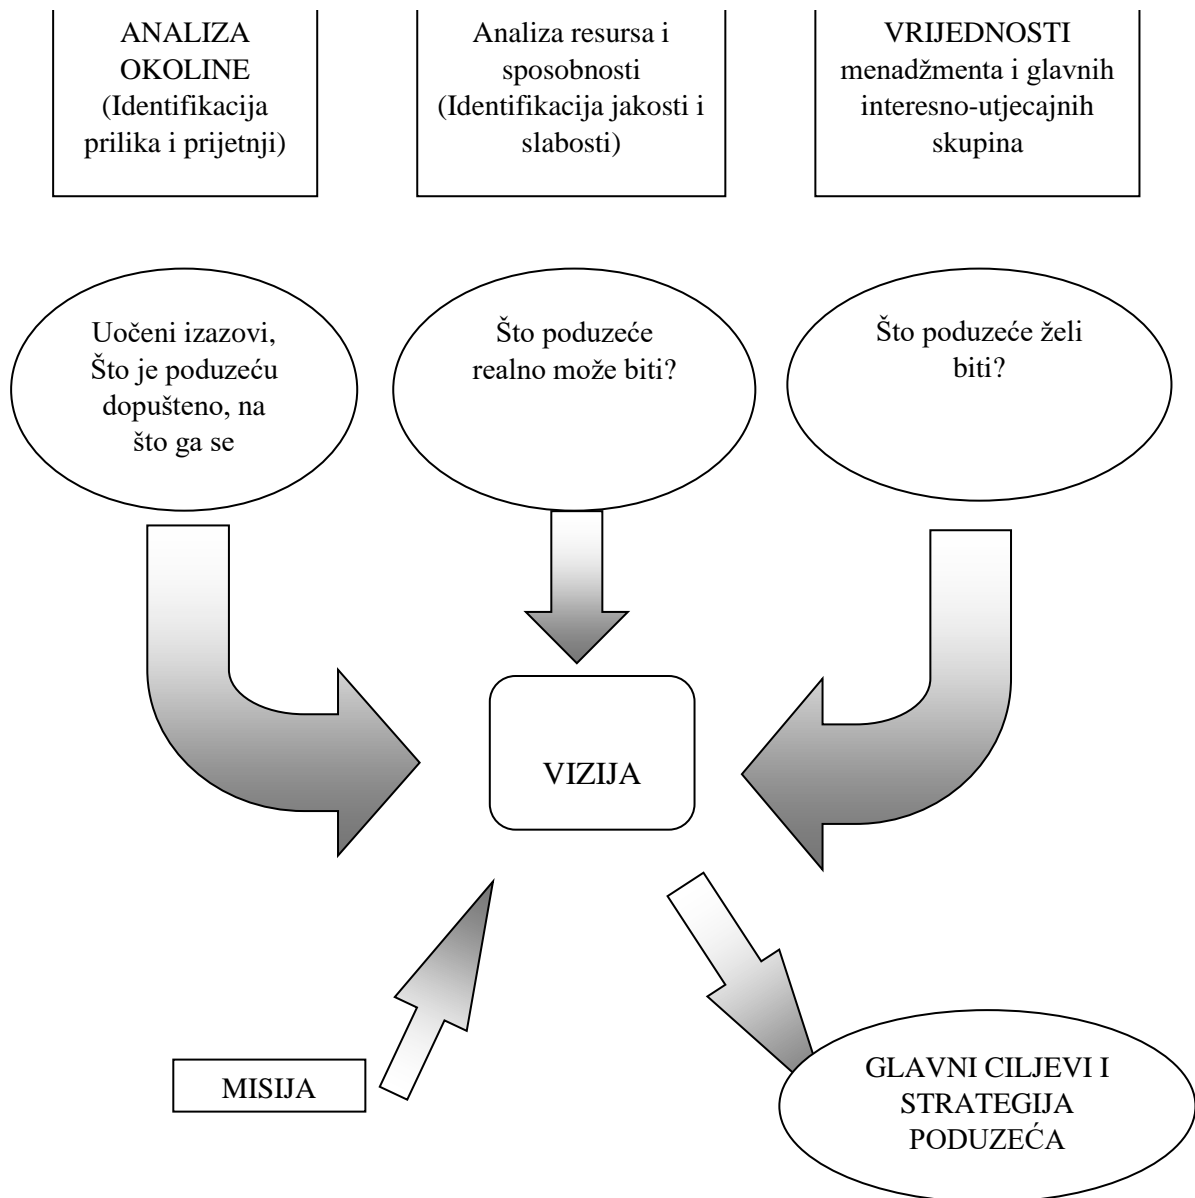 ANALIZA
OKOLINE
(Identifikacija
prilika i prijetnji)
Analiza resursa i
sposobnosti
(Identifikacija jakosti i
slabosti)
VRIJEDNOSTI
menadžmenta i glavnih
interesno-utjecajnih
skupina
Uočeni izazovi,
Što je poduzeću
dopušteno, na
što ga se
Što poduzeće
realno može biti?
Što poduzeće želi
biti?
VIZIJA
MISIJA
GLAVNI CILJEVI I
STRATEGIJA
PODUZEĆA